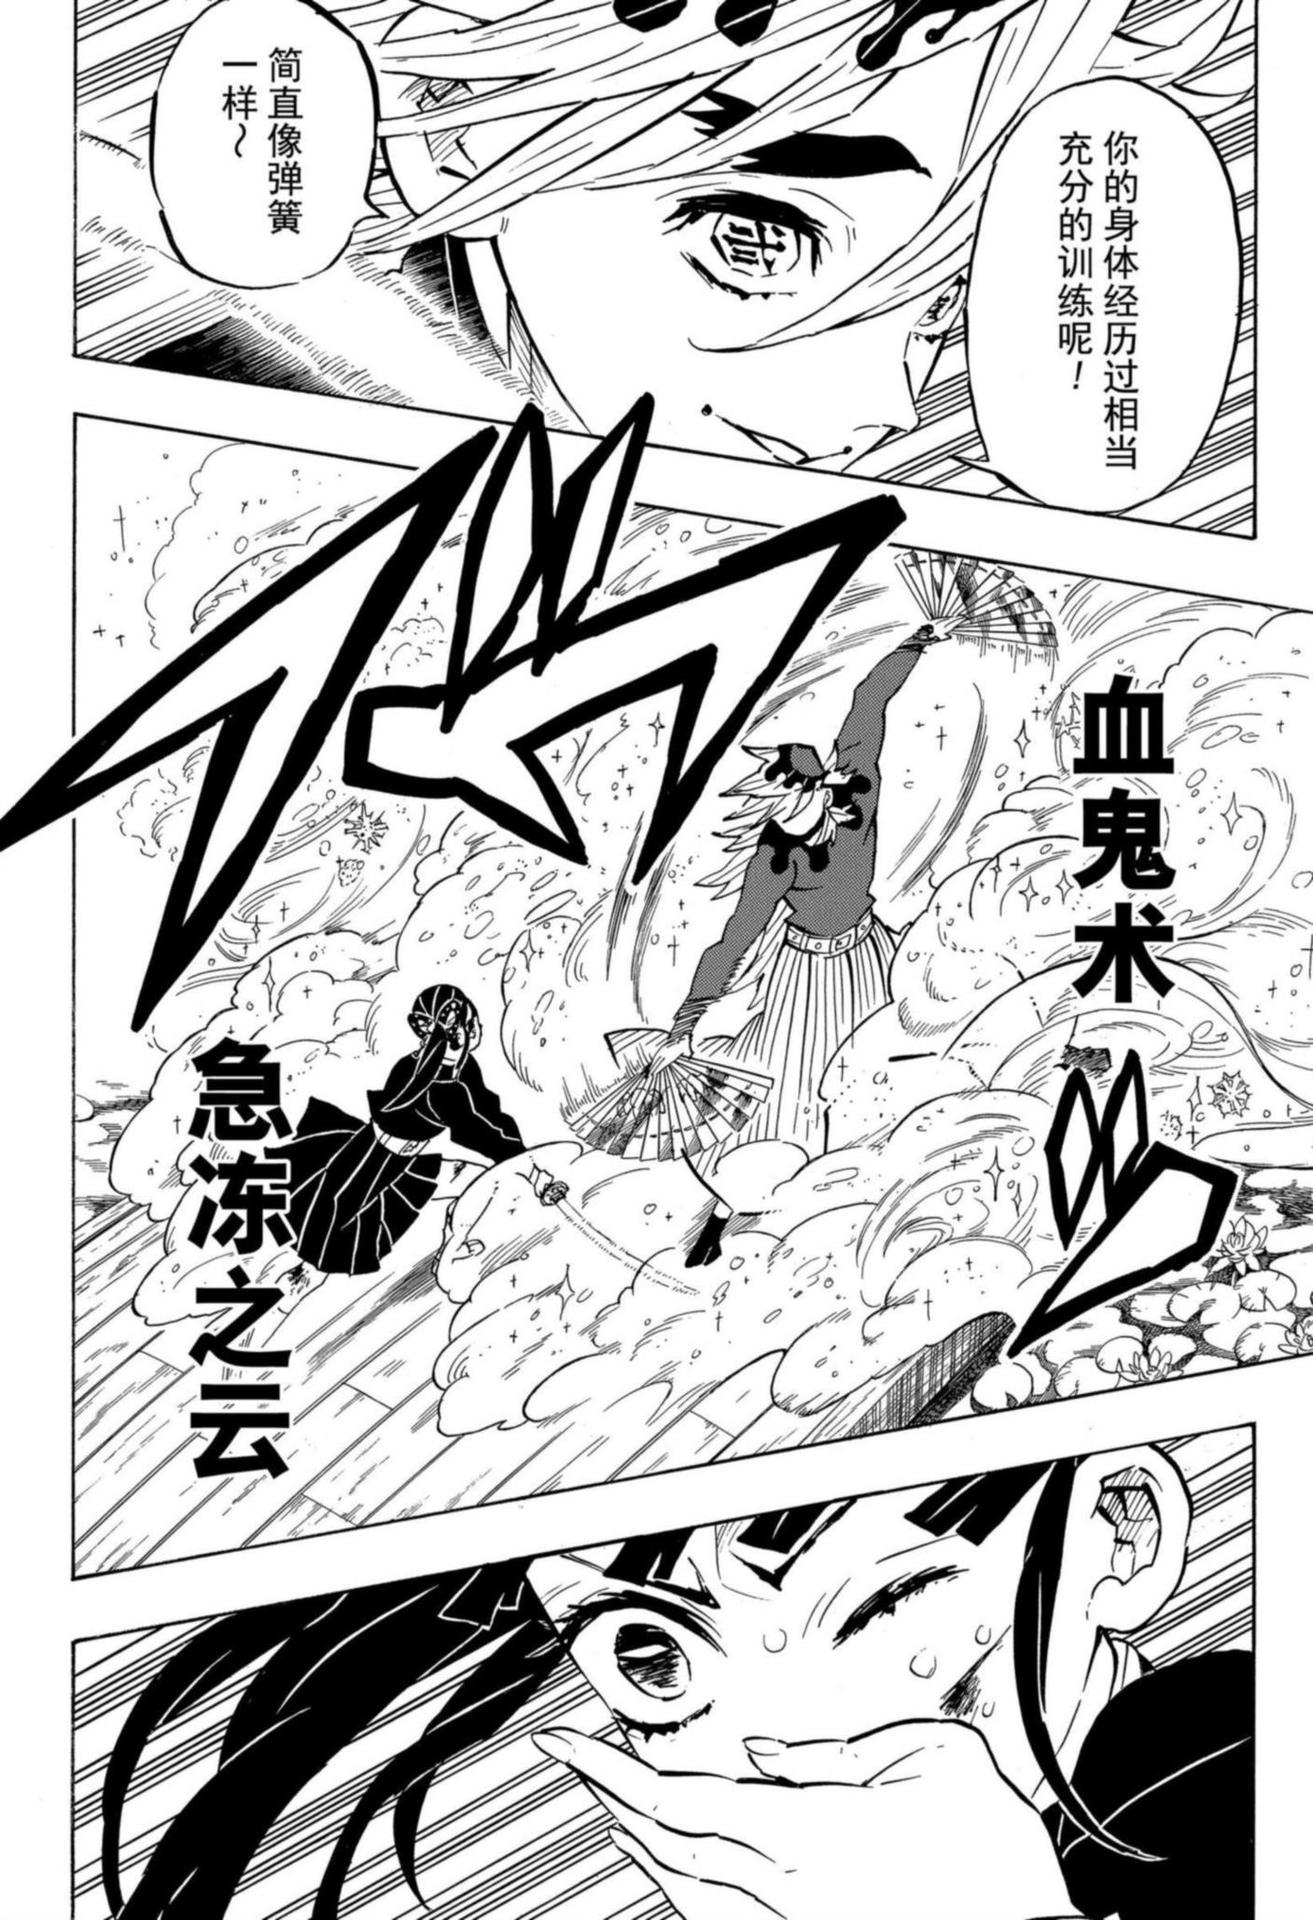 你的身体经历过相当
充分的训练呢！
简直像弹簧
一样～
血鬼术
急冻之云